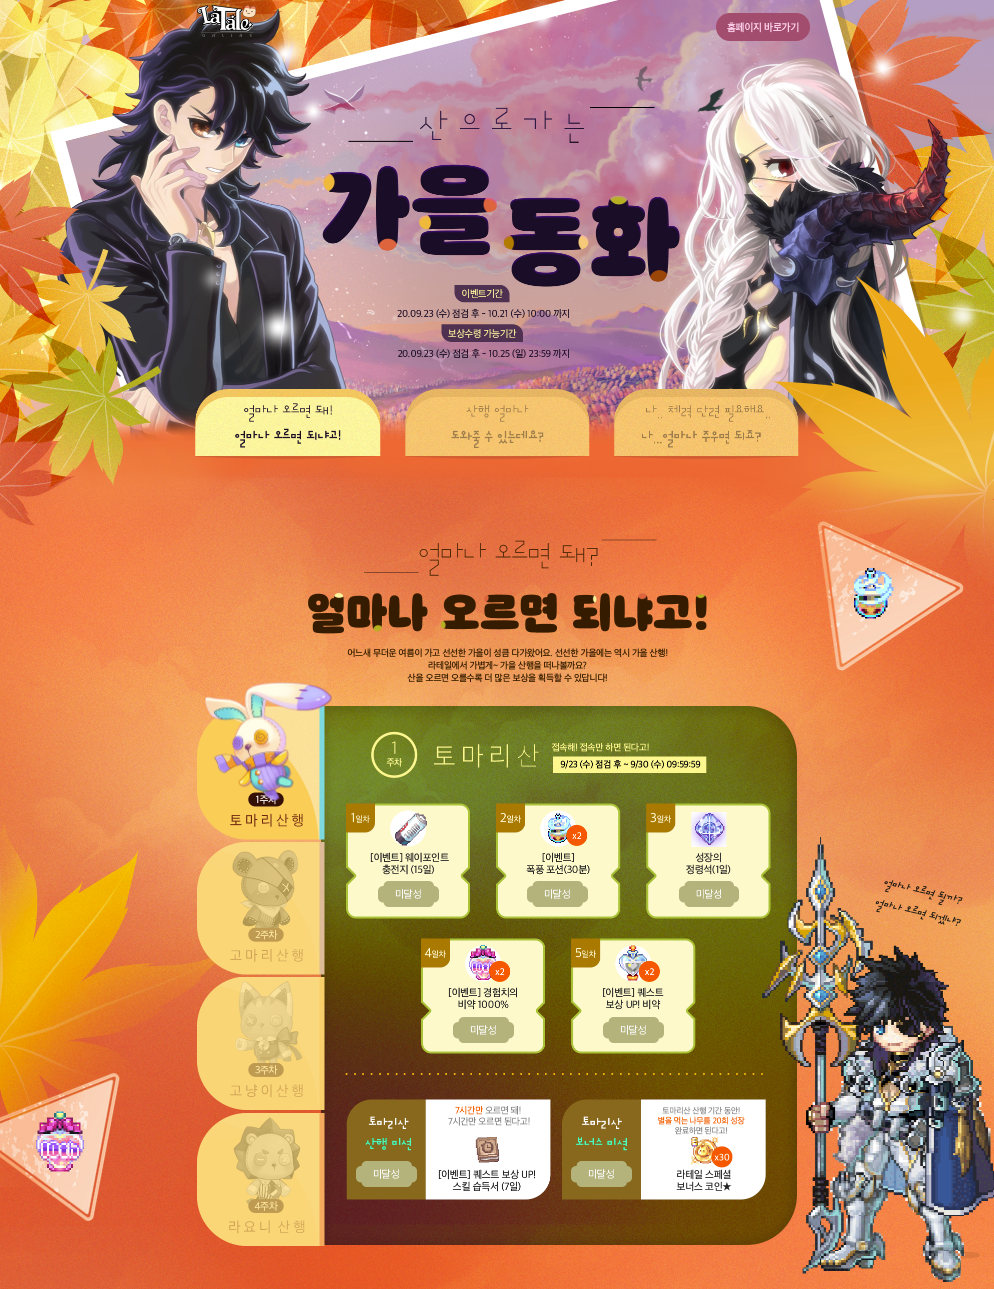 LaTale
ONLINE
홈페이지 바로가기
산으로 가는
가을동화
이벤트기간
20.09.23 (수) 점검 후 - 10.21 (수) 10:00 까지
보상수령 가능기간
20.09.23 (수) 점검 후 - 10.25 (일) 23:59 까지
얼마나 오르면 돼!
얼마나 오르면 되냐고!
산행 얼마나
도와줄 수 있는데요?
나.. 체력 단련 필요해요..
나...얼마나 주우면 되죠?
얼마나 오르면 돼?
얼마나 오르면 되냐고!
어느새 무더운 여름이 가고 선선한 가을이 성큼 다가왔어요. 선선한 가을에는 역시 가을 산행!
라테일에서 가볍게~ 가을 산행을 떠나볼까요?
산을 오르면 오를수록 더 많은 보상을 획득할 수 있답니다!
1주차
토마리산행
2주차
고마리산행
3주차
고냥이산행
4주차
라요니 산행
1
주차
토마리산
접속해! 접속만 하면 된다고!
9/23 (수) 점검 후 ~ 9/30 (수) 09:59:59
1일차
[이벤트] 웨이포인트
충전지 (15일)
미달성
2일차
x2
[이벤트]
폭풍 포션(30분)
미달성
3일차
성장의
정령석(1일)
미달성
4일차
x2
[이벤트] 경험치의
비약 1000%
미달성
5일차
x2
[이벤트] 퀘스트
보상 UP! 비약
미달성
토마리산
산행 미션
미달성
7시간만 오르면 돼!
7시간만 오르면 된다고!
[이벤트] 퀘스트 보상 UP!
스킬 습득서 (7일)
토마리산
보너스 미션
미달성
토마리산 산행 기간 동안!
별을 먹는 나무를 20회 성장
완료하면 된다고!
x30
라테일 스페셜
보너스 코인★
얼마나 오르면 될까?
얼마나 오르면 되겠냐?
100%